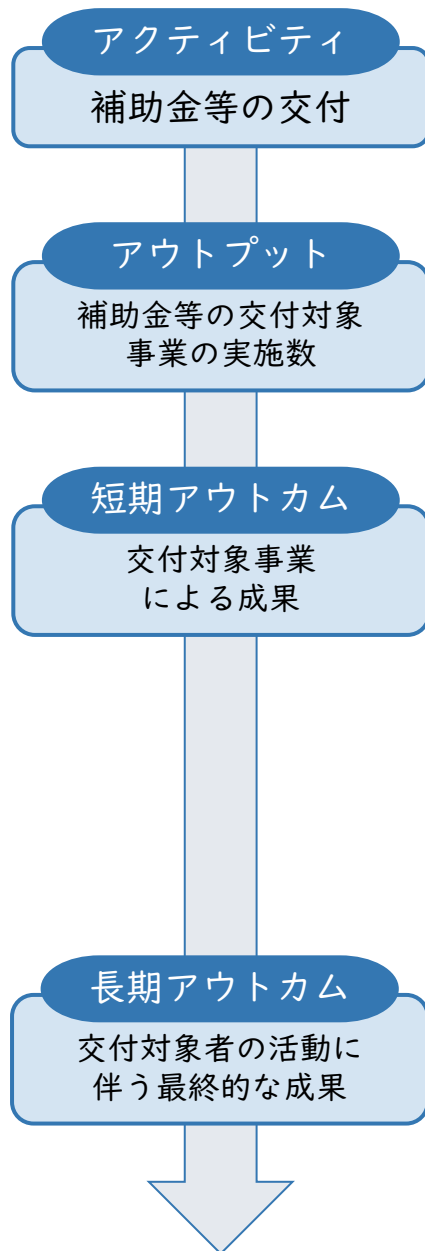 アクティビティ
補助金等の交付
アウトプット
補助金等の交付対象
事業の実施数
短期アウトカム
交付対象事業
による成果
長期アウトカム
交付対象者の活動に
伴う最終的な成果